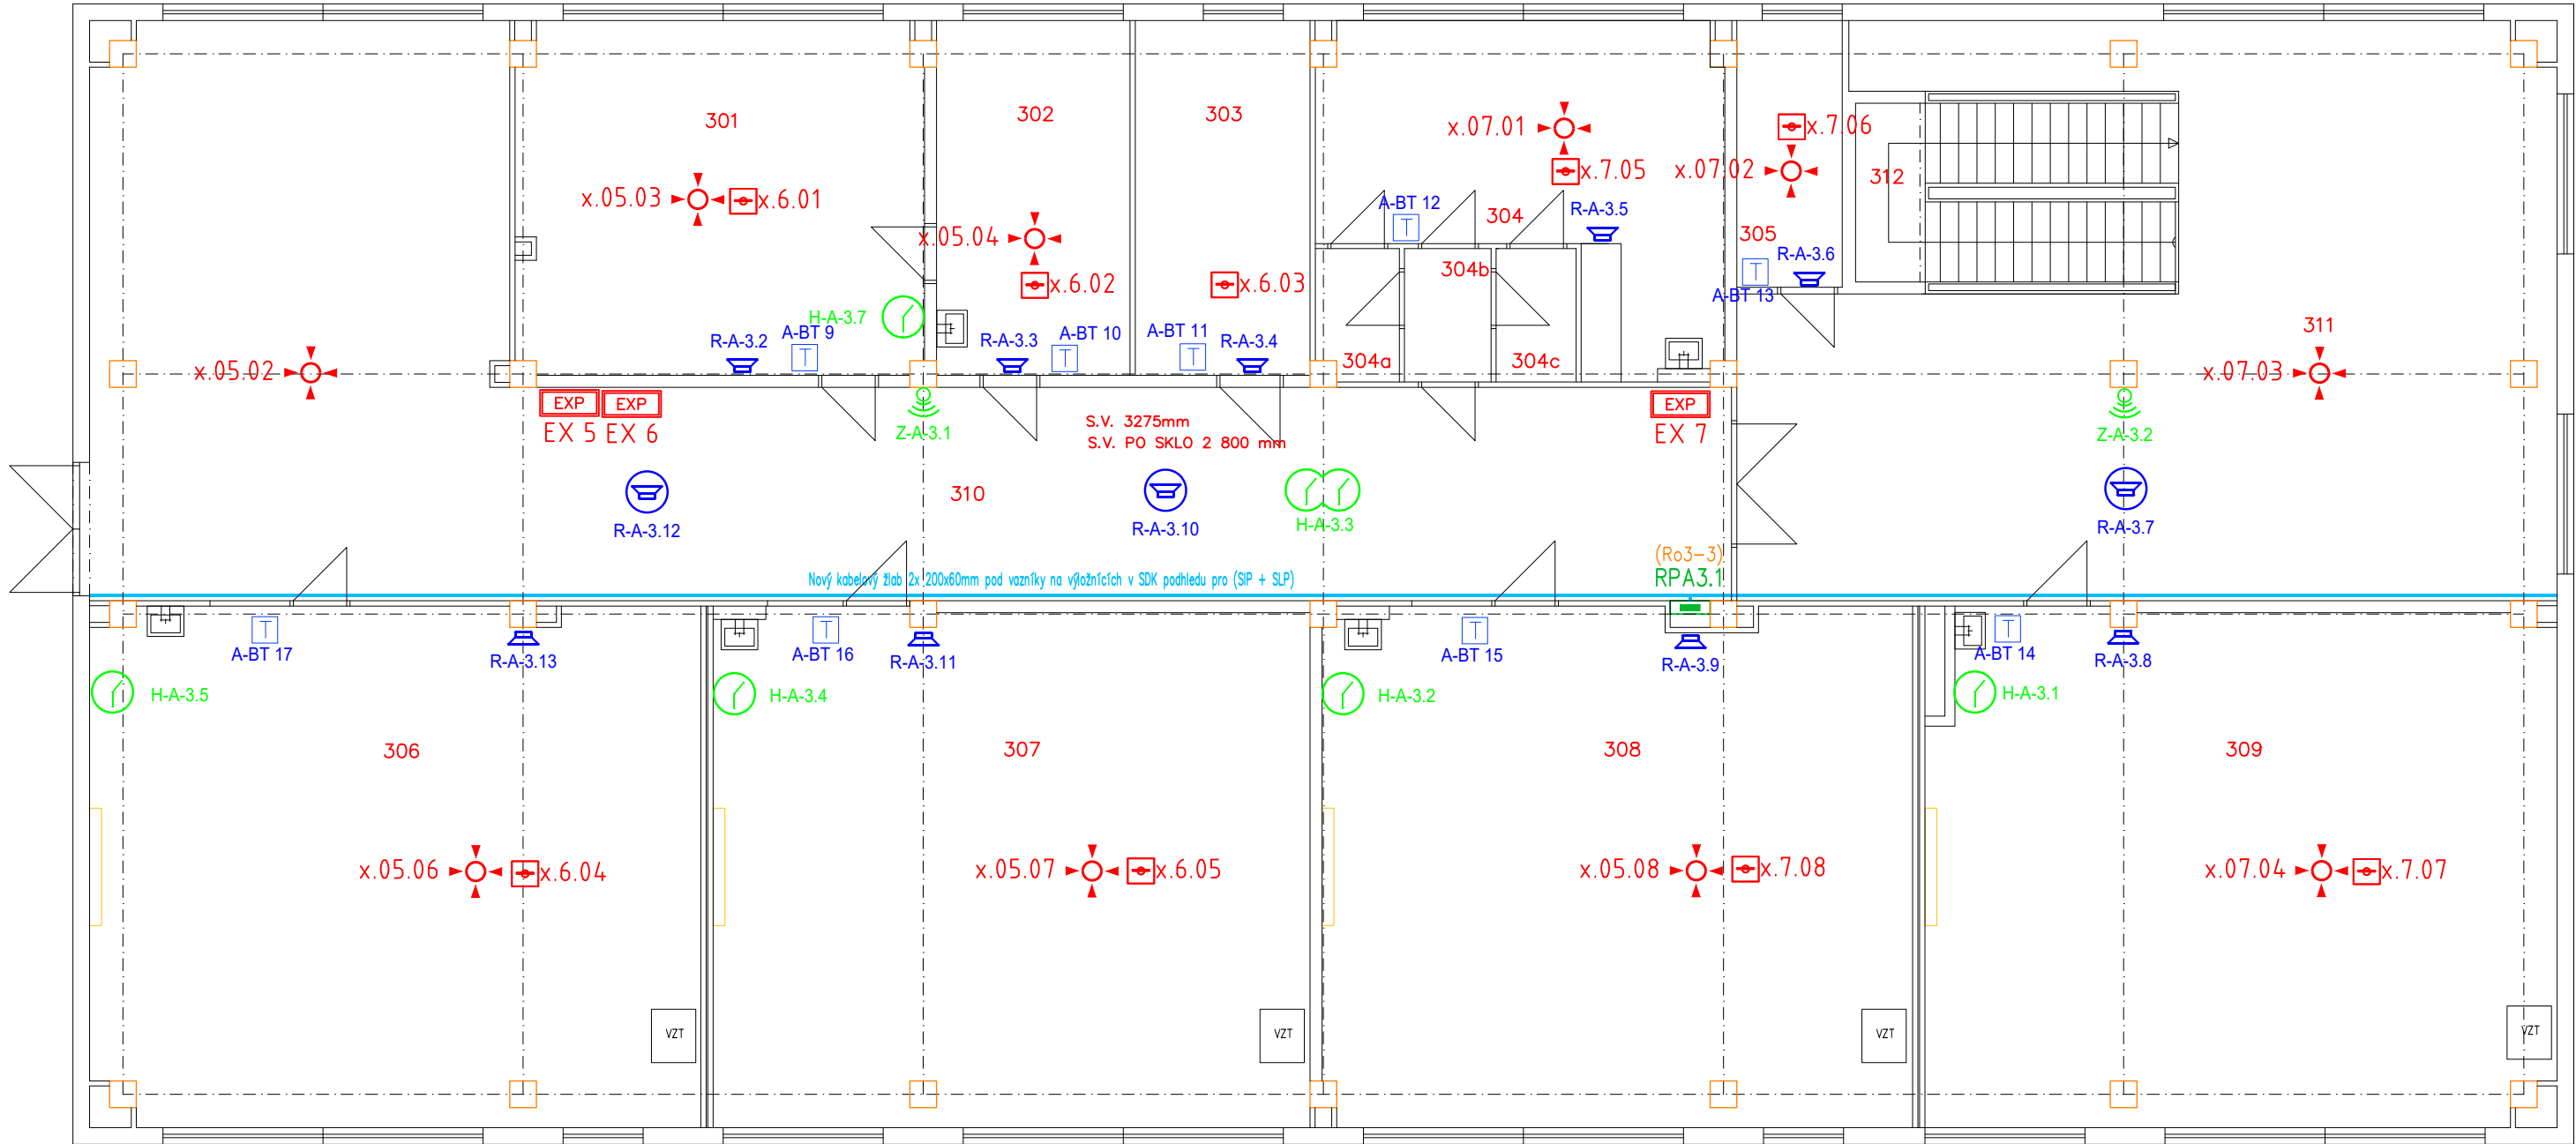 301
302
303
x.07.01
x.7.06
x.05.03
x.6.01
x.7.05
x.07.02
312
A-BT 12
304
R-A-3.5
x.05.04
305
R-A-3.6
304b
x.6.02
x.6.03
A-BT 13
H-A-3.7
R-A-3.2
A-BT 9
R-A-3.3
A-BT 10
A-BT 11
R-A-3.4
311
304a
304c
x.05.02
x.07.03
EXP
EXP
EXP
EX 5
EX 6
Z-A-3.1
S.V. 3275mm
S.V. PO SKLO 2 800 mm
EX 7
Z-A-3.2
310
R-A-3.12
R-A-3.10
H-A-3.3
R-A-3.7
(Ro3-3)
RPA3.1
Nový kabelový žlab 2x 200x60mm pod vazníky na výložnících v SDK podhledu pro (SIP + SLP)
T
T
T
T
T
T
T
T
T
A-BT 17
R-A-3.13
A-BT 16
R-A-3.11
A-BT 15
R-A-3.9
A-BT 14
R-A-3.8
H-A-3.5
H-A-3.4
H-A-3.2
H-A-3.1
306
307
308
309
x.05.06
x.6.04
x.05.07
x.6.05
x.05.08
x.7.08
x.07.04
x.7.07
VZT
VZT
VZT
VZT